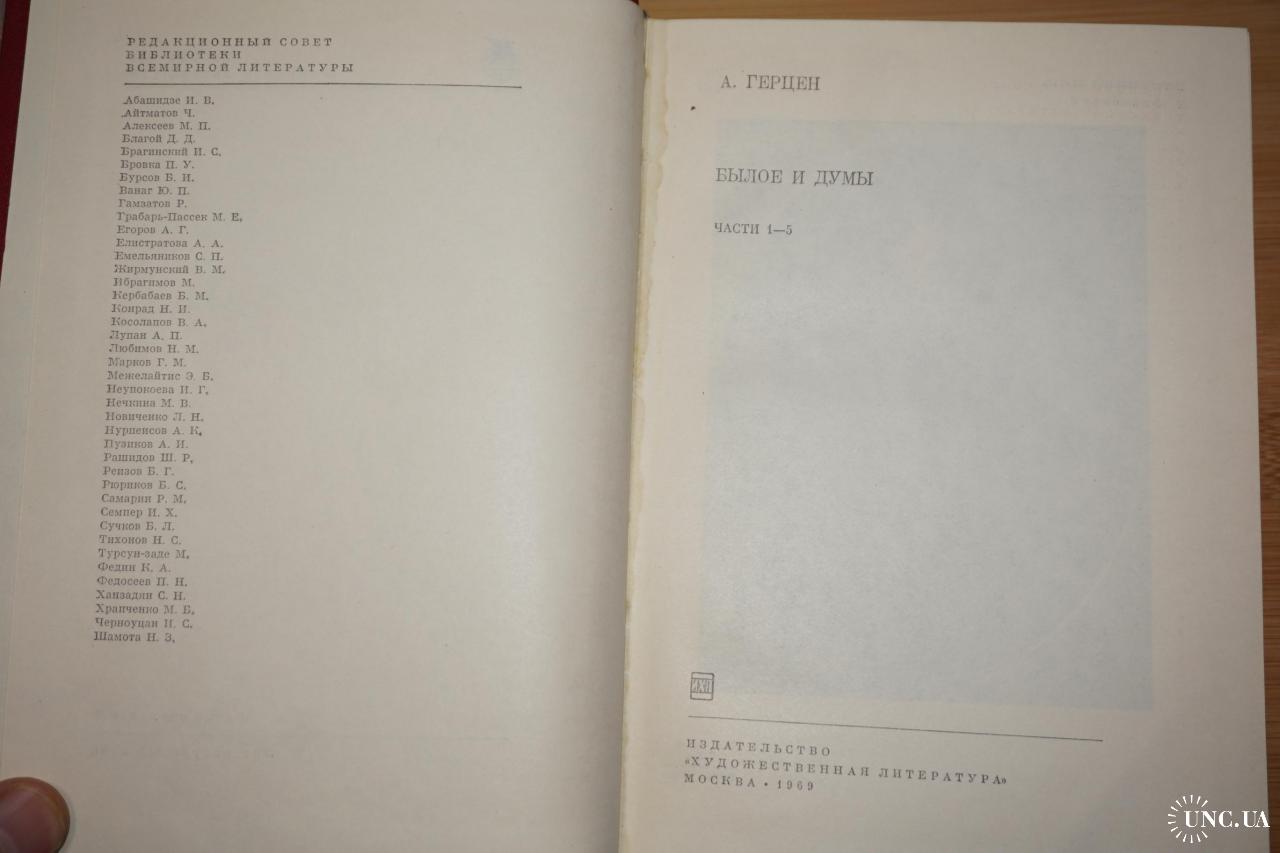 РЕДАКЦИОННЫЙ СОВЕТ
БИБЛИОТЕКИ
ВСЕМИРНОЙ ЛИТЕРАТУРЫ
Абашидзе И. В.
Айтматов Ч.
Алексеев М. П.
Благой Д. Д.
Брагинский И. С.
Бровка П. У.
Бурсов Б. И.
Ванаг Ю. П.
Гамзатов Р.
Грабарь-Пассек М. Е.
Егоров А. Г.
Елистратова А. А.
Емельяников С. П.
Жирмунский В. М.
Ибрагимов М.
Кербабаев Б. М.
Конрад Н. И.
Косолапов В. А.
Лупан А. П.
Любимов Н. М.
Марков Г. М.
Межелайтис Э. Б.
Неупокоева И. Г.
Нечкина М. В.
Новиченко Л. Н.
Нурпеисов А. К.
Пузиков А. И.
Рашидов Ш. Р.
Реизов Б. Г.
Рюриков Б. С.
Самарин Р. М.
Семпер И. Х.
Сучков Б. Л.
Тихонов Н. С.
Турсун-заде М.
Федин К. А.
Федосеев П. Н.
Ханзадян С. Н.
Храпченко М. Б.
Черноуцан И. С.
Шамота Н. З.
А. ГЕРЦЕН
БЫЛОЕ И ДУМЫ
ЧАСТИ 1—5
ИЗДАТЕЛЬСТВО
«ХУДОЖЕСТВЕННАЯ ЛИТЕРАТУРА»
МОСКВА • 1969
UNC.UA